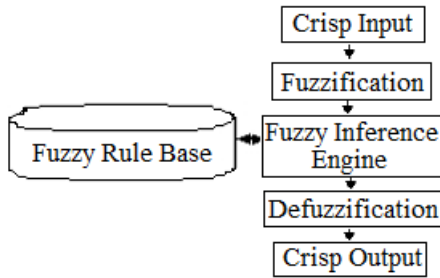 Crisp Input
Fuzzification
Fuzzy Rule Base
Fuzzy Inference
Engine
Defuzzification
Crisp Output